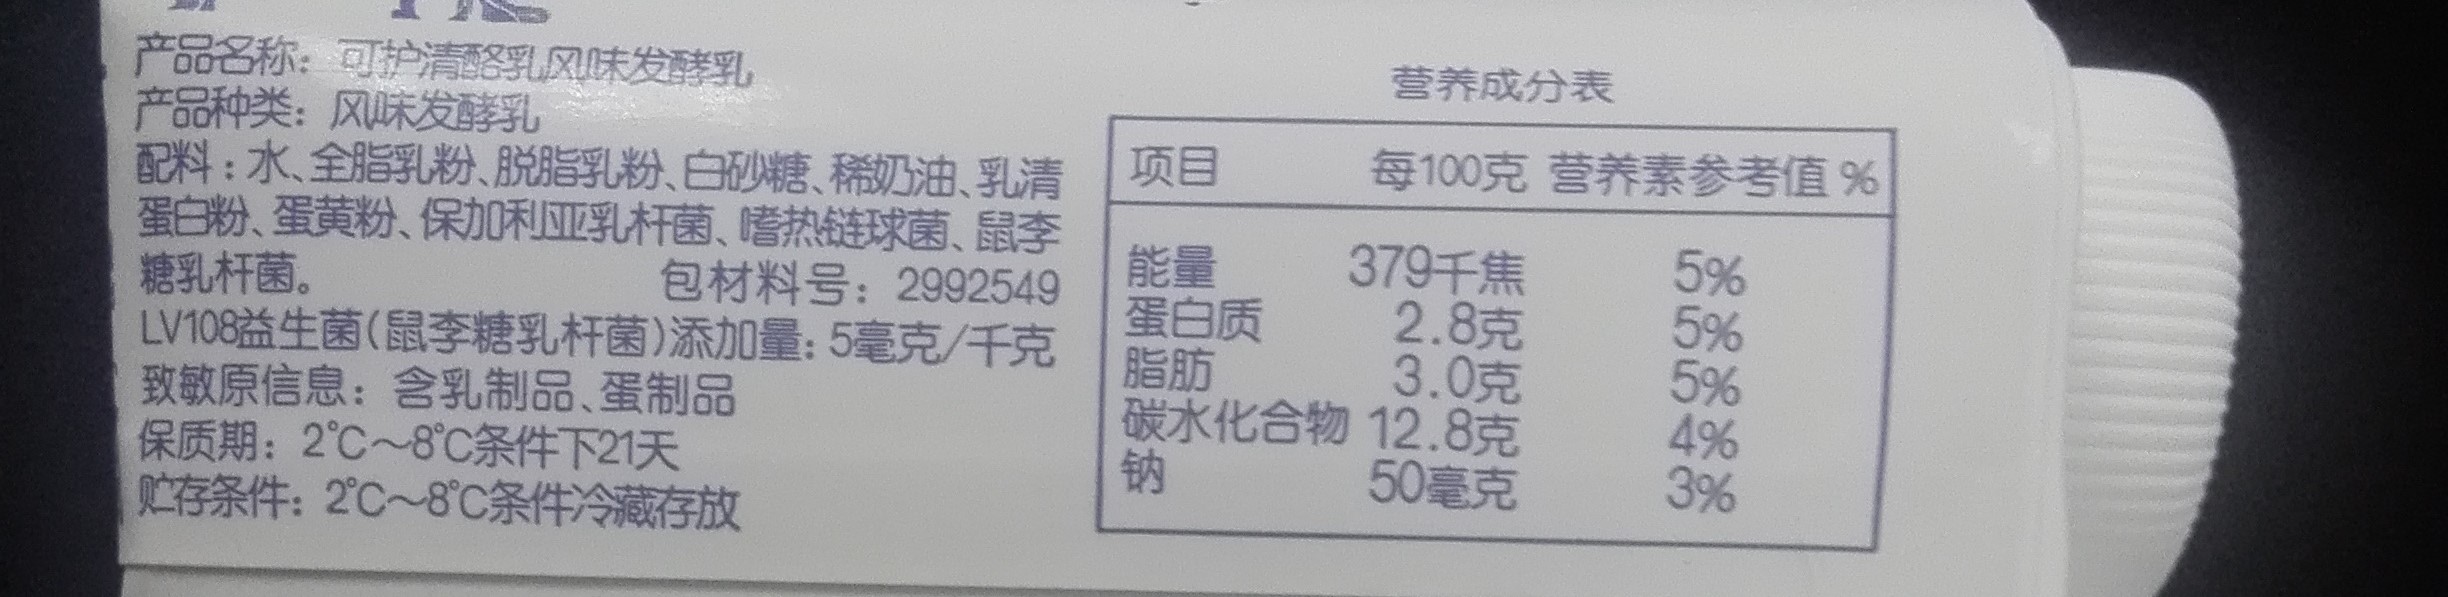 产品名称：可护清酪乳风味发酵乳
产品种类：风味发酵乳
配料：水、全脂乳粉、脱脂乳粉、白砂糖、稀奶油、乳清
蛋白粉、蛋黄粉、保加利亚乳杆菌、嗜热链球菌、鼠李
糖乳杆菌。 包材料号：2992549
LV108益生菌(鼠李糖乳杆菌)添加量：5毫克/千克
致敏原信息：含乳制品、蛋制品
保质期：2℃～8℃条件下21天
贮存条件：2℃～8℃条件冷藏存放
营养成分表
项目 每100克 营养素参考值%
能量 379千焦 5%
蛋白质 2.8克 5%
脂肪 3.0克 5%
碳水化合物 12.8克 4%
钠 50毫克 3%